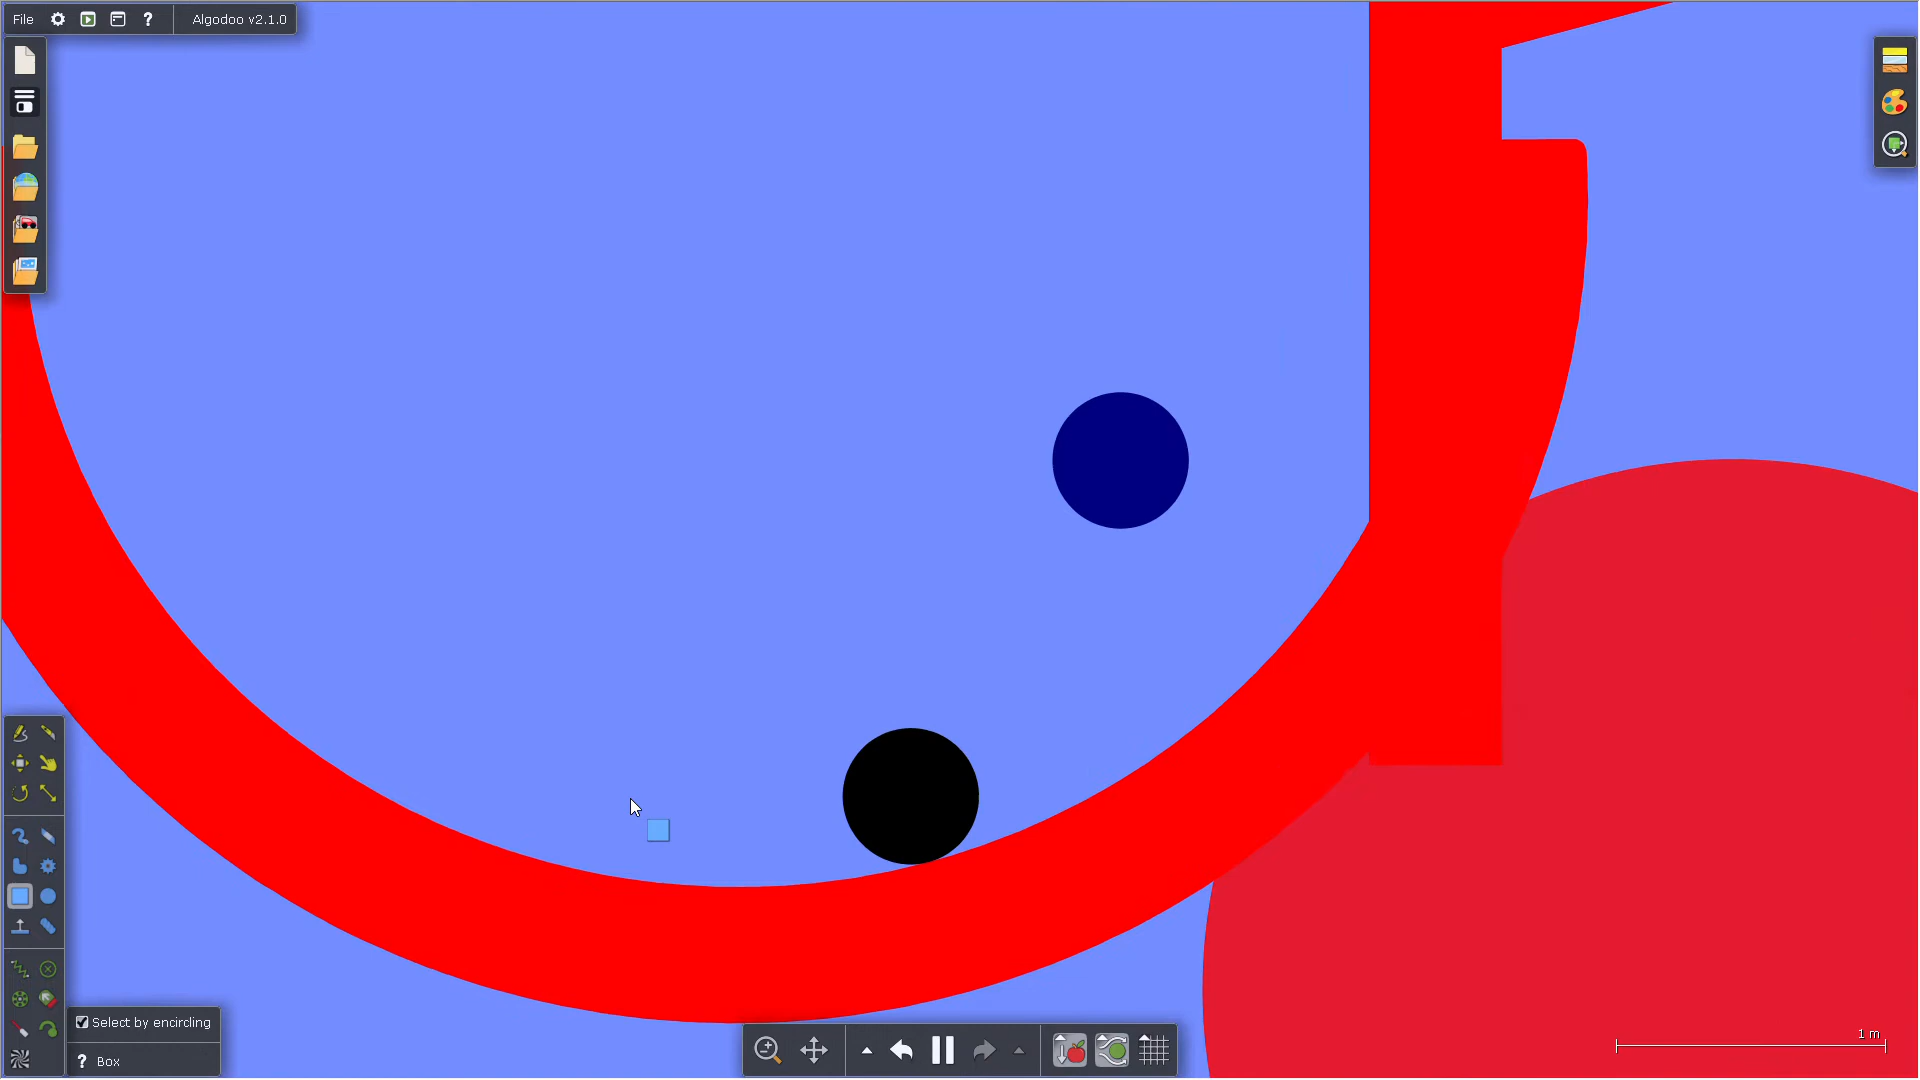 File ? Algodoo v2.1.0
Select by encircling
? Box
1 m